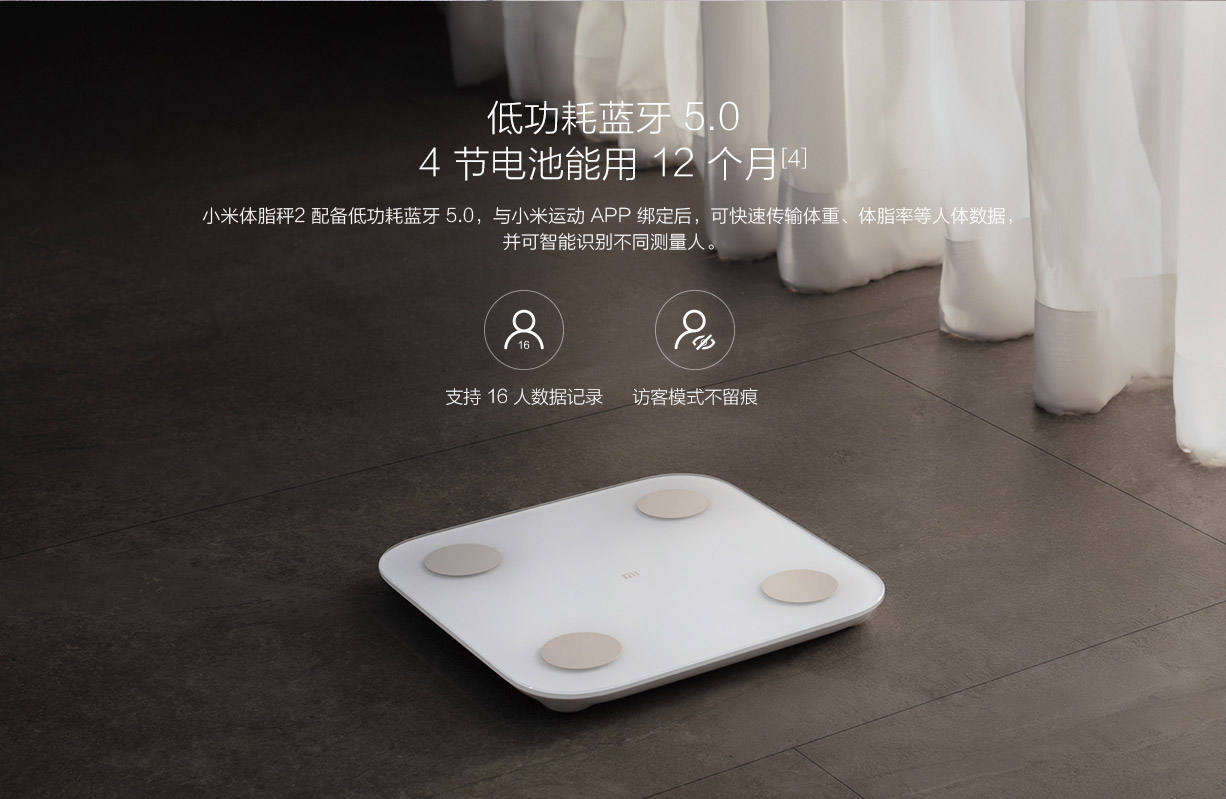 低功耗蓝牙 5.0
4 节电池能用 12 个月[4]
小米体脂秤2 配备低功耗蓝牙 5.0，与小米运动 APP 绑定后，可快速传输体重、体脂率等人体数据，
并可智能识别不同测量人。
16
支持 16 人数据记录 访客模式不留痕
mi